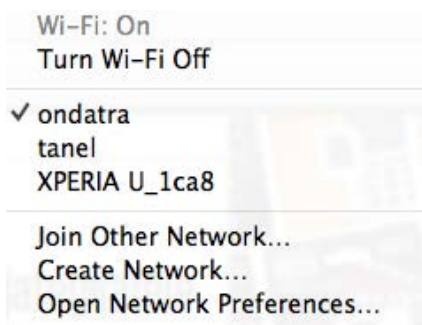 Wi-Fi: On
Turn Wi-Fi Off
✓ ondatra
tanel
XPERIA U_1ca8
Join Other Network...
Create Network...
Open Network Preferences...